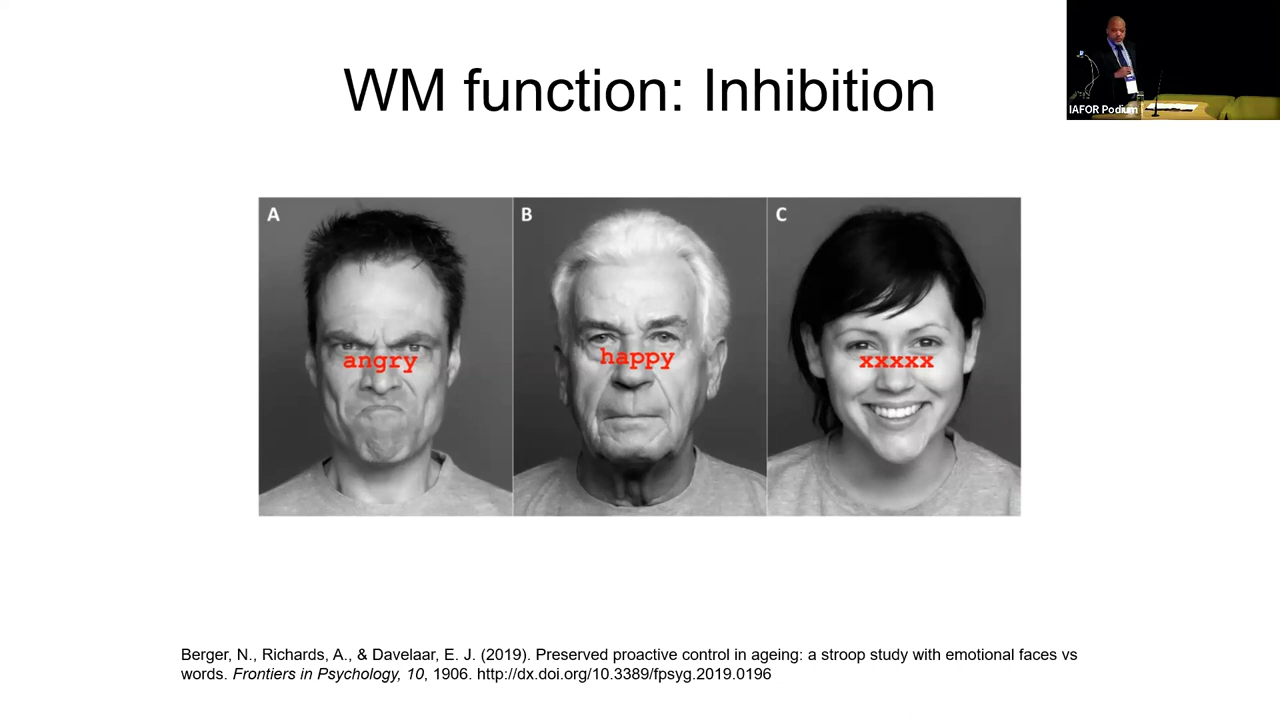 WM function: Inhibition
IAFOR Podium
A
B
C
angry
happy
xxxxx
Berger, N., Richards, A., & Davelaar, E. J. (2019). Preserved proactive control in ageing: a stroop study with emotional faces vs
words. Frontiers in Psychology, 10, 1906. http://dx.doi.org/10.3389/fpsyg.2019.0196